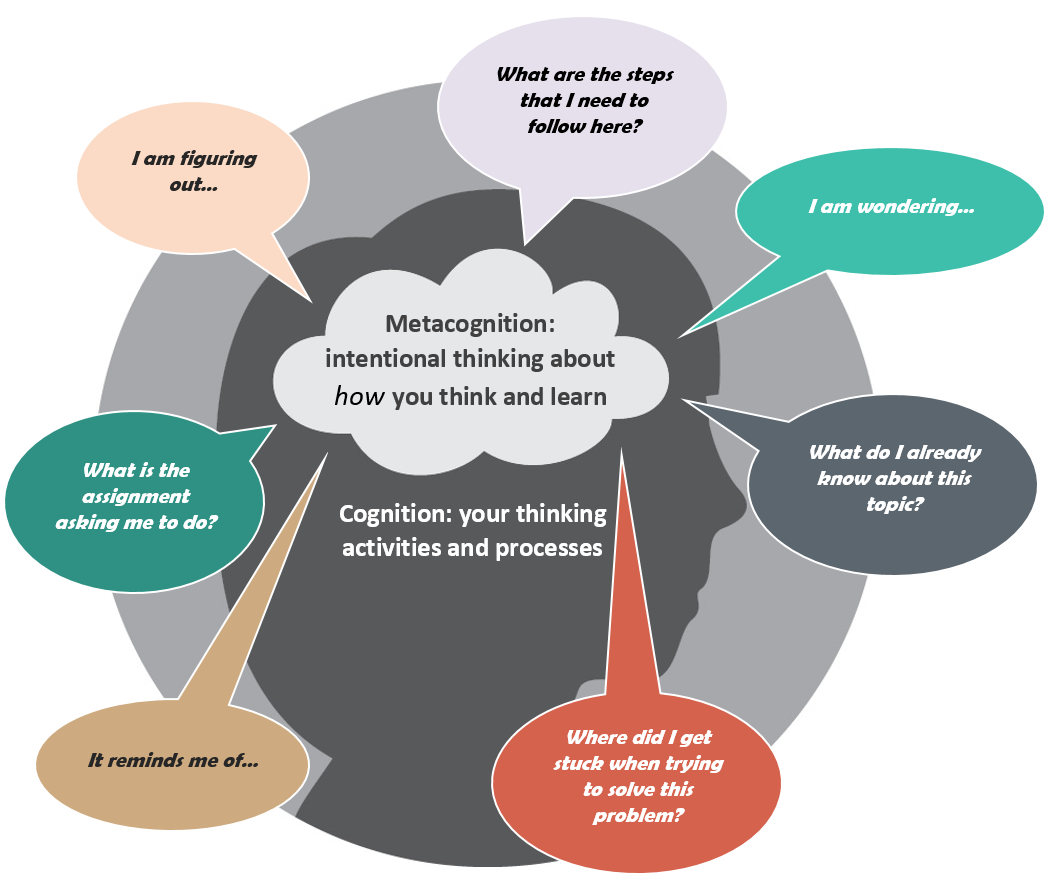 What are the steps
that I need to
follow here?
I am figuring
out...
I am wondering...
Metacognition:
intentional thinking about
how you think and learn
What is the
assignment
asking me to do?
What do I already
know about this
topic?
Cognition: your thinking
activities and processes
It reminds me of...
Where did I get
stuck when trying
to solve this
problem?